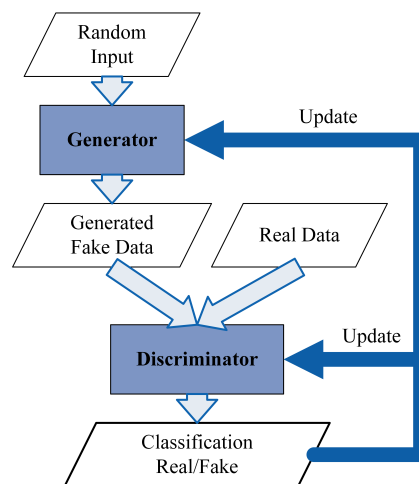 Random
Input
Update
Generator
Generated
Fake Data
Real Data
Update
Discriminator
Classification
Real/Fake